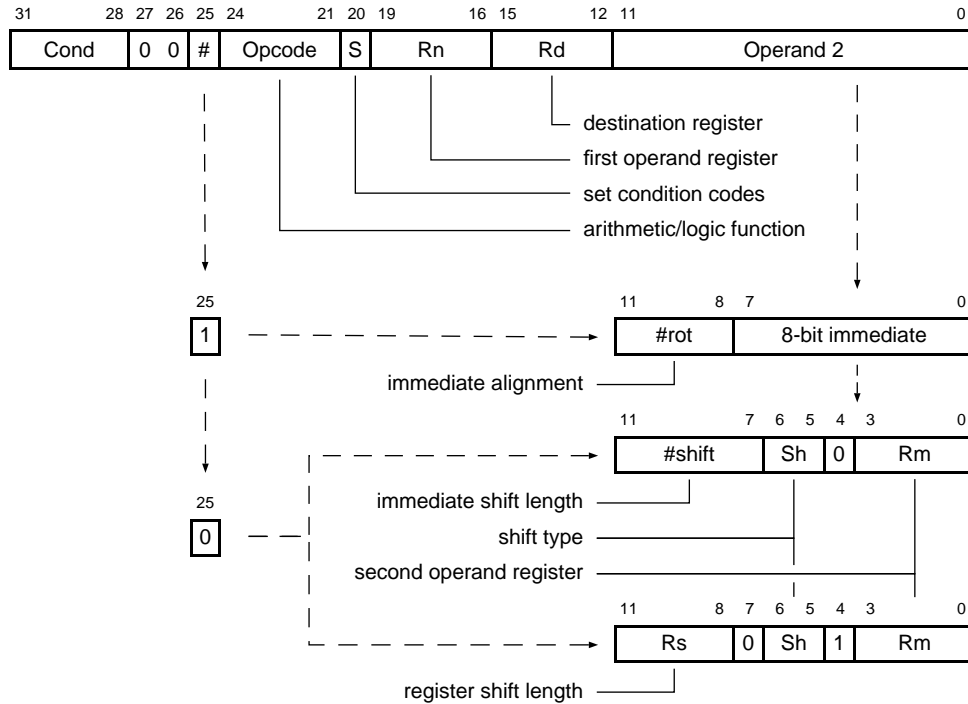 31 28 27 26 25 24 21 20 19 16 15 12 11 0
Cond 0 0 # Opcode S Rn Rd Operand 2
destination register
first operand register
set condition codes
arithmetic/logic function
25 11 8 7 0
1 #rot 8-bit immediate
immediate alignment
11 7 6 5 4 3 0
#shift Sh 0 Rm
immediate shift length
25
0
shift type
second operand register
11 8 7 6 5 4 3 0
Rs 0 Sh 1 Rm
register shift length